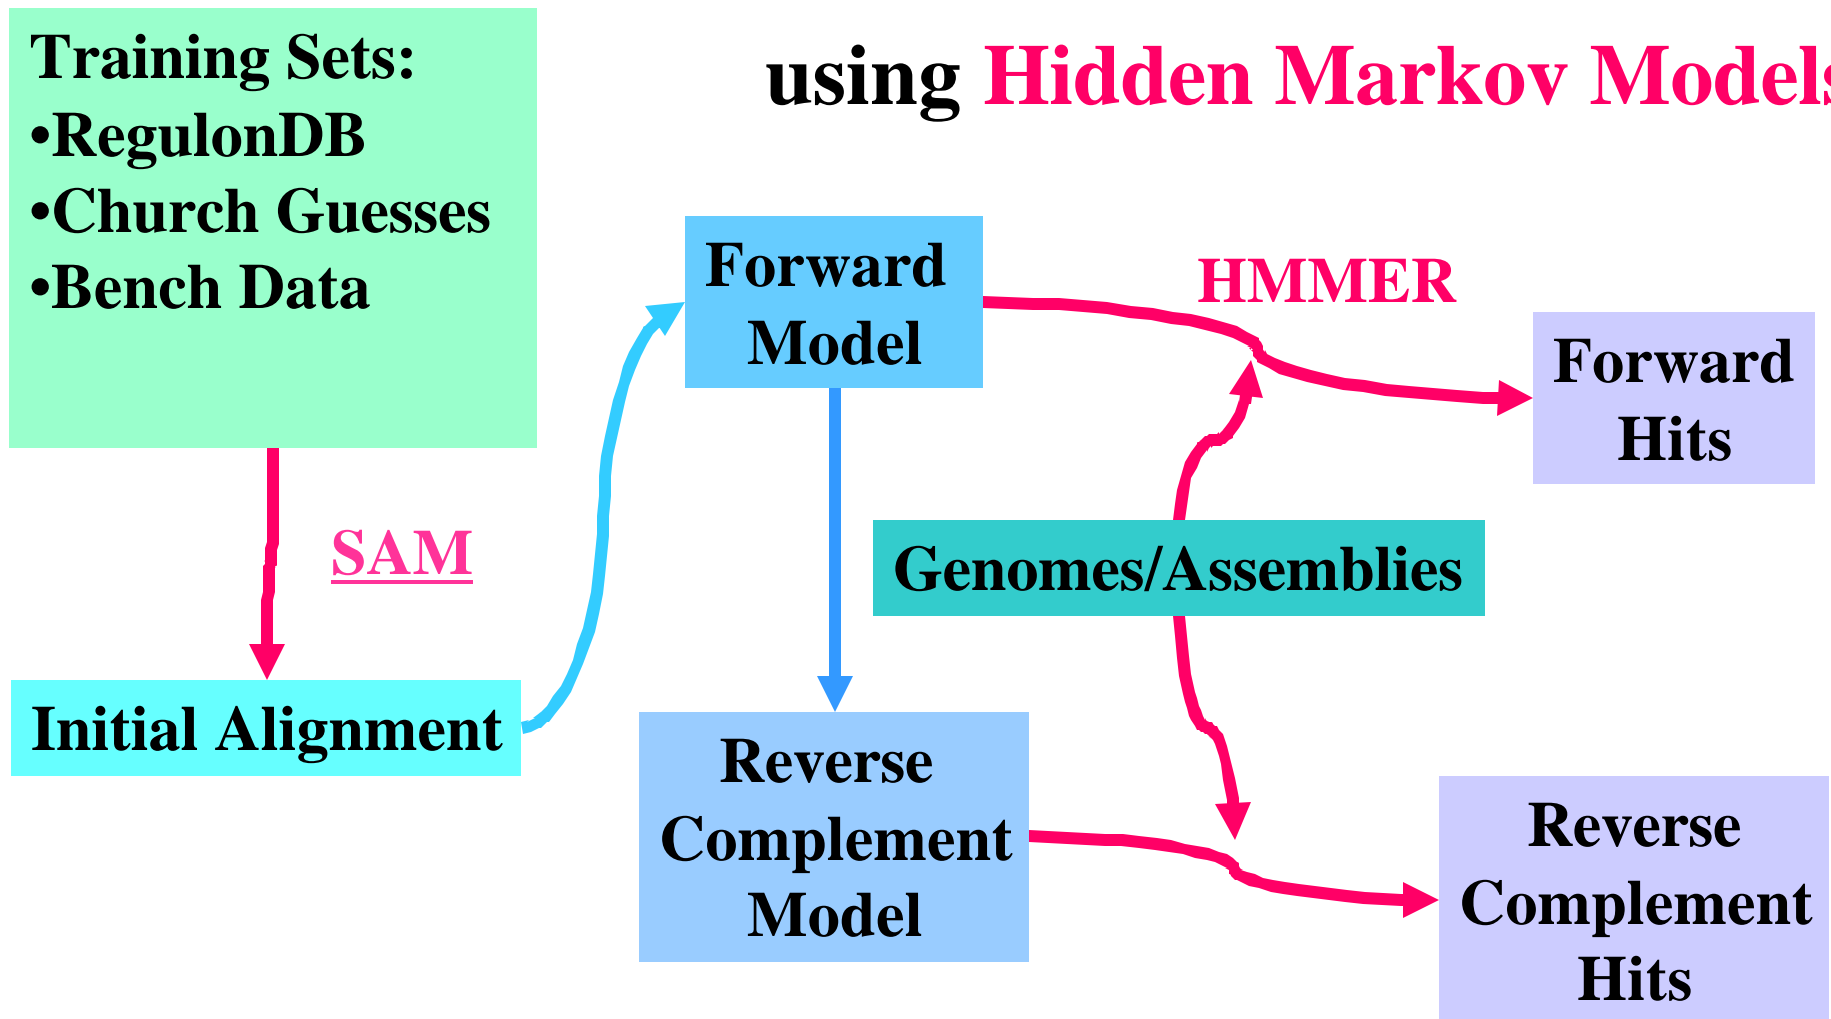 Training Sets:
•RegulonDB
•Church Guesses
•Bench Data
using Hidden Markov Models
Forward
Model
HMMER
Forward
Hits
SAM
Genomes/Assemblies
Initial Alignment
Reverse
Complement
Model
Reverse
Complement
Hits